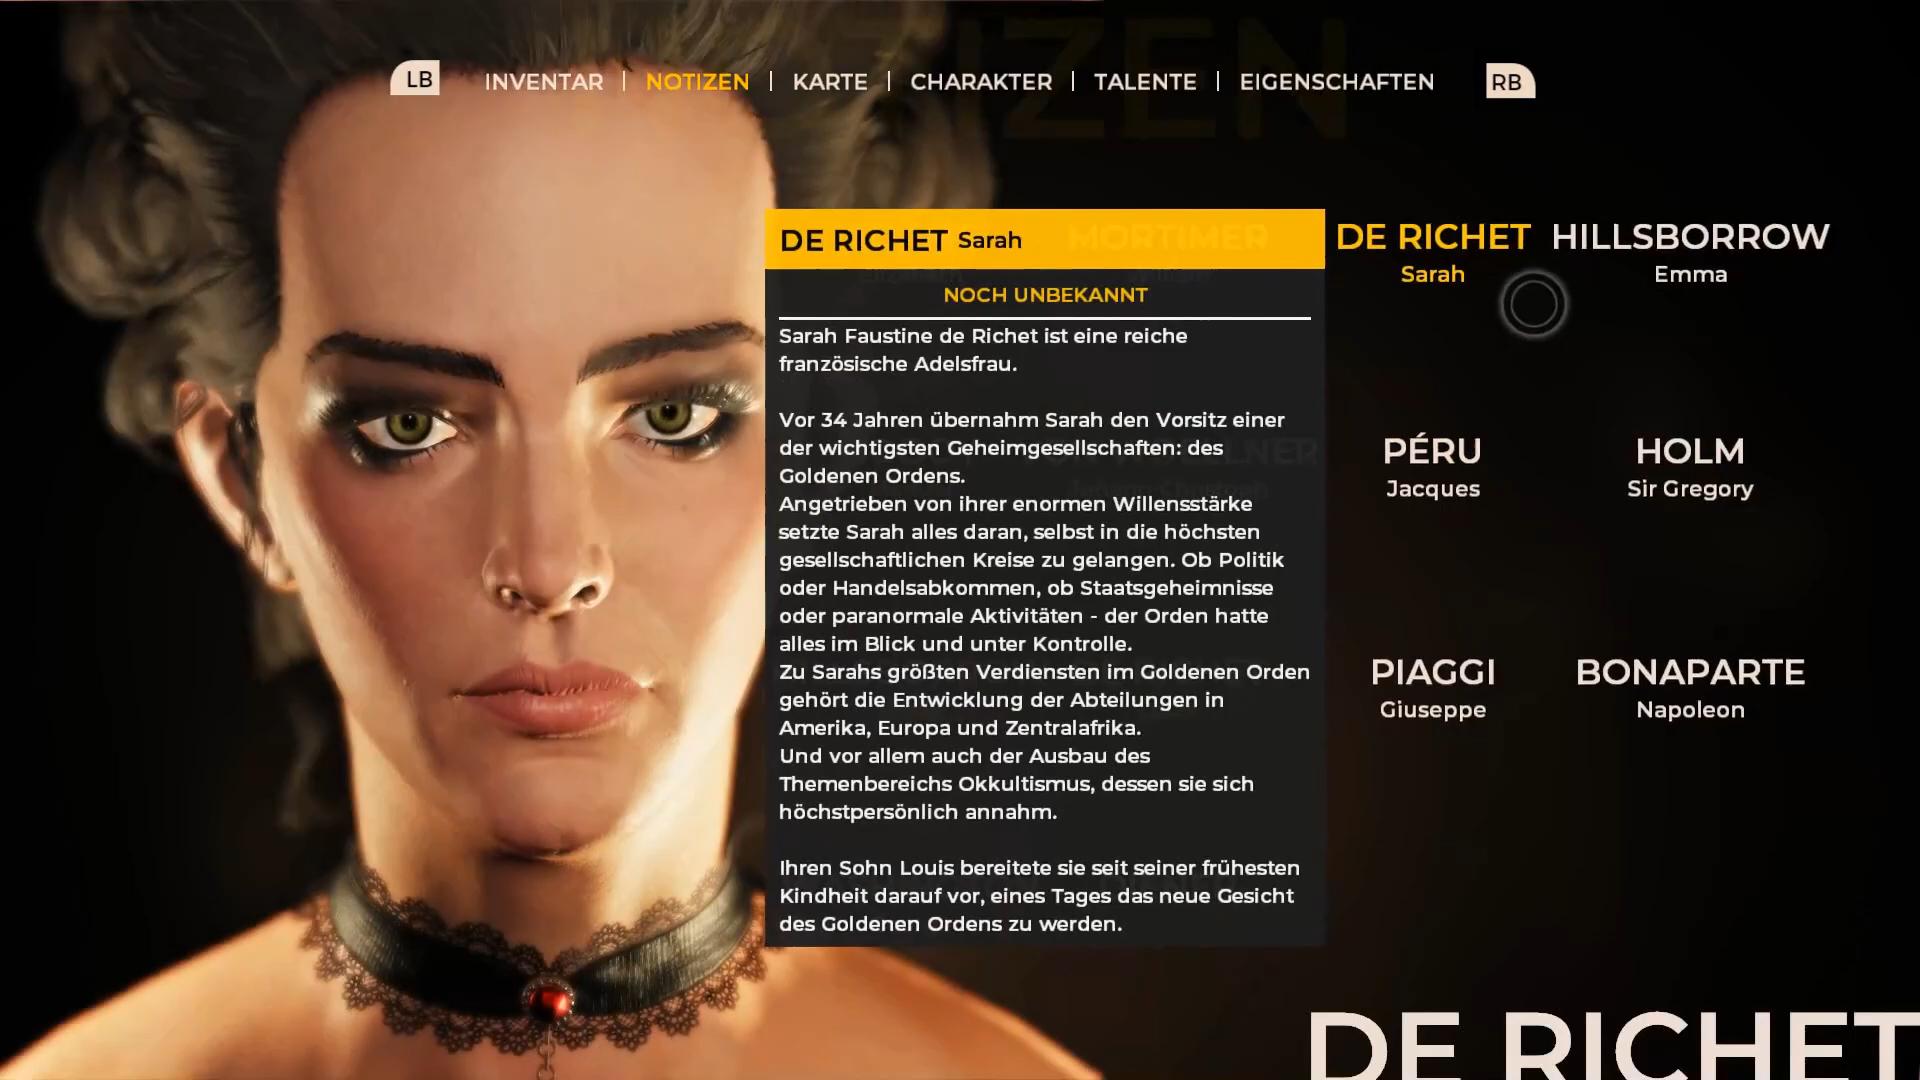 LB INVENTAR | NOTIZEN | KARTE | CHARAKTER | TALENTE | EIGENSCHAFTEN RB
DE RICHET Sarah
MORTIMER
NOCH UNBEKANNT
Sarah Faustine de Richet ist eine reiche
französische Adelsfrau.
Vor 34 Jahren übernahm Sarah den Vorsitz einer
der wichtigsten Geheimgesellschaften: des
Goldenen Ordens.
Angetrieben von ihrer enormen Willensstärke
setzte Sarah alles daran, selbst in die höchsten
gesellschaftlichen Kreise zu gelangen. Ob Politik
oder Handelsabkommen, ob Staatsgeheimnisse
oder paranormale Aktivitäten - der Orden hatte
alles im Blick und unter Kontrolle.
Zu Sarahs größten Verdiensten im Goldenen Orden
gehört die Entwicklung der Abteilungen in
Amerika, Europa und Zentralafrika.
Und vor allem auch der Ausbau des
Themenbereichs Okkultismus, dessen sie sich
höchstpersönlich annahm.
Ihren Sohn Louis bereitete sie seit seiner frühesten
Kindheit darauf vor, eines Tages das neue Gesicht
des Goldenen Ordens zu werden.
DE RICHET
Sarah
HILLSBORROW
Emma
PÉRU
Jacques
HOLM
Sir Gregory
PIAGGI
Giuseppe
BONAPARTE
Napoleon
DE RICHET